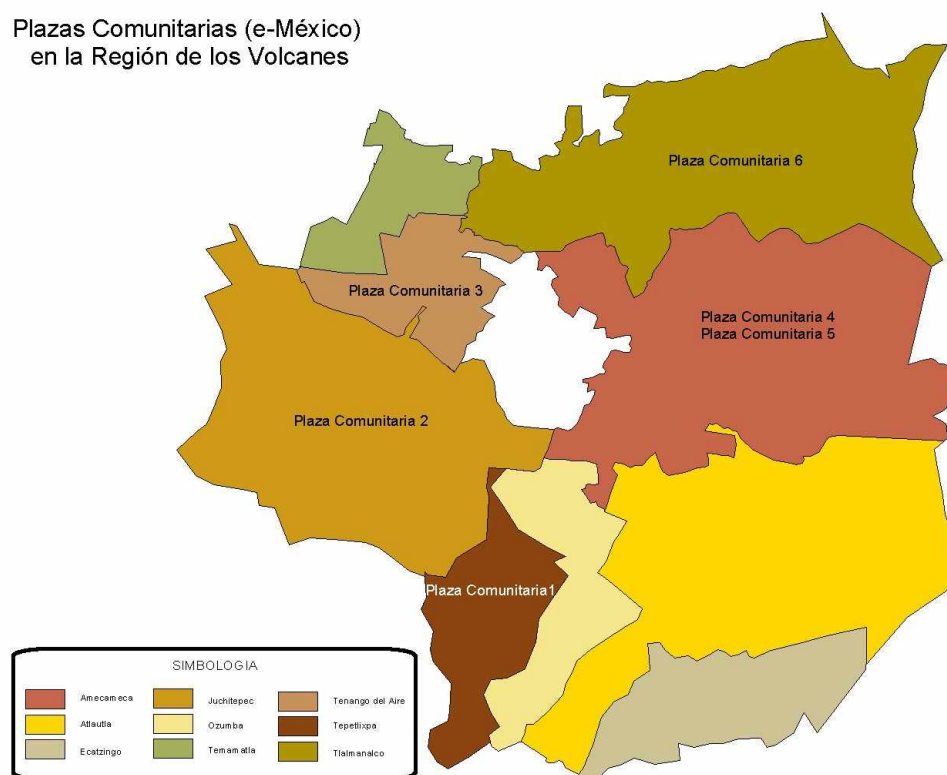 Plazas Comunitarias (e-México)
en la Región de los Volcanes
Plaza Comunitaria 6
Plaza Comunitaria 3
Plaza Comunitaria 4
Plaza Comunitaria 5
Plaza Comunitaria 2
Plaza Comunitaria1
SIMBOLOGIA
Amecameca
Juchitepec
Tenango del Aire
Atlautla
Ozumba
Tepetlixpa
Ecatzingo
Temamatla
Tlalmanalco